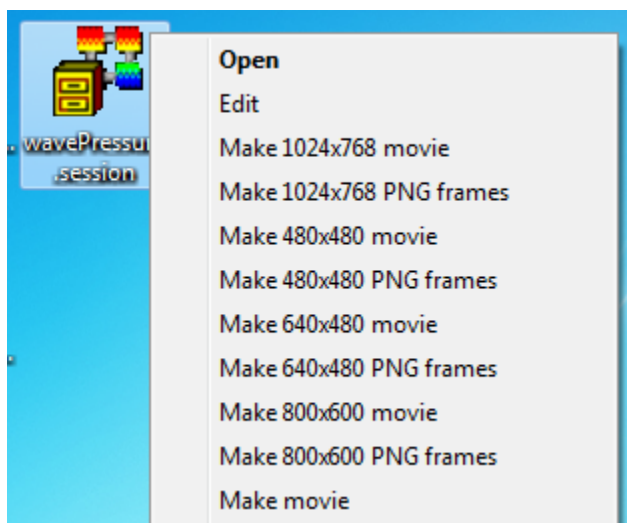 Open
Edit
Make 1024x768 movie
Make 1024x768 PNG frames
Make 480x480 movie
Make 480x480 PNG frames
Make 640x480 movie
Make 640x480 PNG frames
Make 800x600 movie
Make 800x600 PNG frames
Make movie
wavePressu
.session